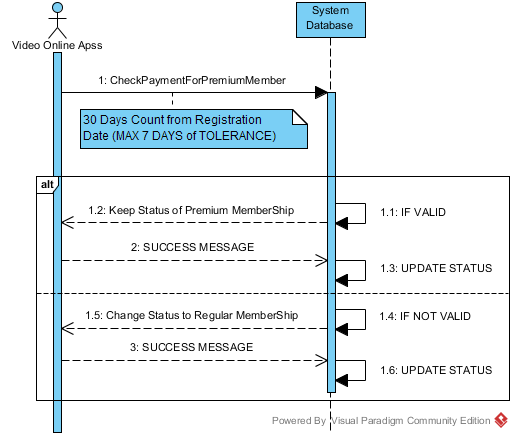 System
Database
Video Online Apss
1: CheckPaymentForPremiumMember
30 Days Count from Registration
Date (MAX 7 DAYS of TOLERANCE)
alt
1.2: Keep Status of Premium MemberShip
1.1: IF VALID
2: SUCCESS MESSAGE
1.3: UPDATE STATUS
1.5: Change Status to Regular MemberShip
1.4: IF NOT VALID
3: SUCCESS MESSAGE
1.6: UPDATE STATUS
Powered By Visual Paradigm Community Edition